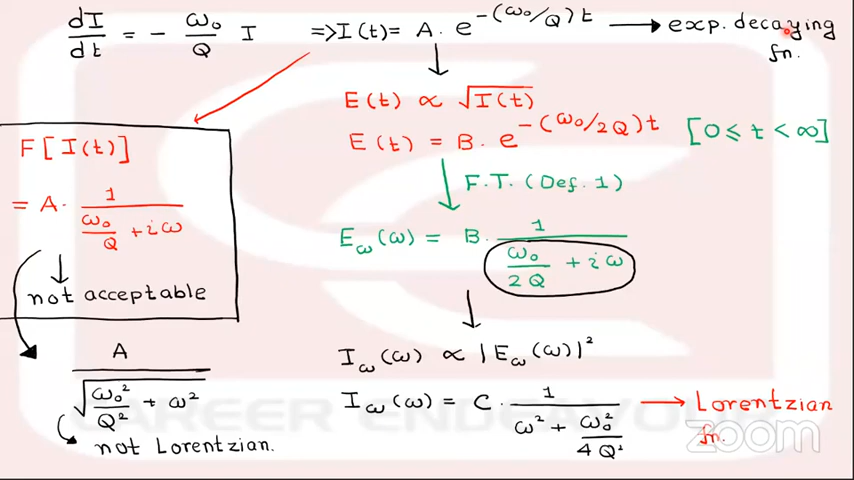 dI/dt = - ω₀/Q I ⇒ I(t) = A . e^-(ω₀/Q)t → exp. decaying fn.
E(t) ∝ √I(t)
E(t) = B . e^-(ω₀/2Q)t [0 ⩽ t < ∞]
F.T. (Def. 1)
E_ω(ω) = B . 1/(ω₀/2Q + iω)
I_ω(ω) ∝ |E_ω(ω)|²
I_ω(ω) = C . 1/(ω² + ω₀²/4Q²) → Lorentzian fn.
F[I(t)]
= A . 1/(ω₀/Q + iω)
not acceptable
A/√(ω₀²/Q² + ω²)
not Lorentzian.
CAREER ENDEAVOUR
zoom